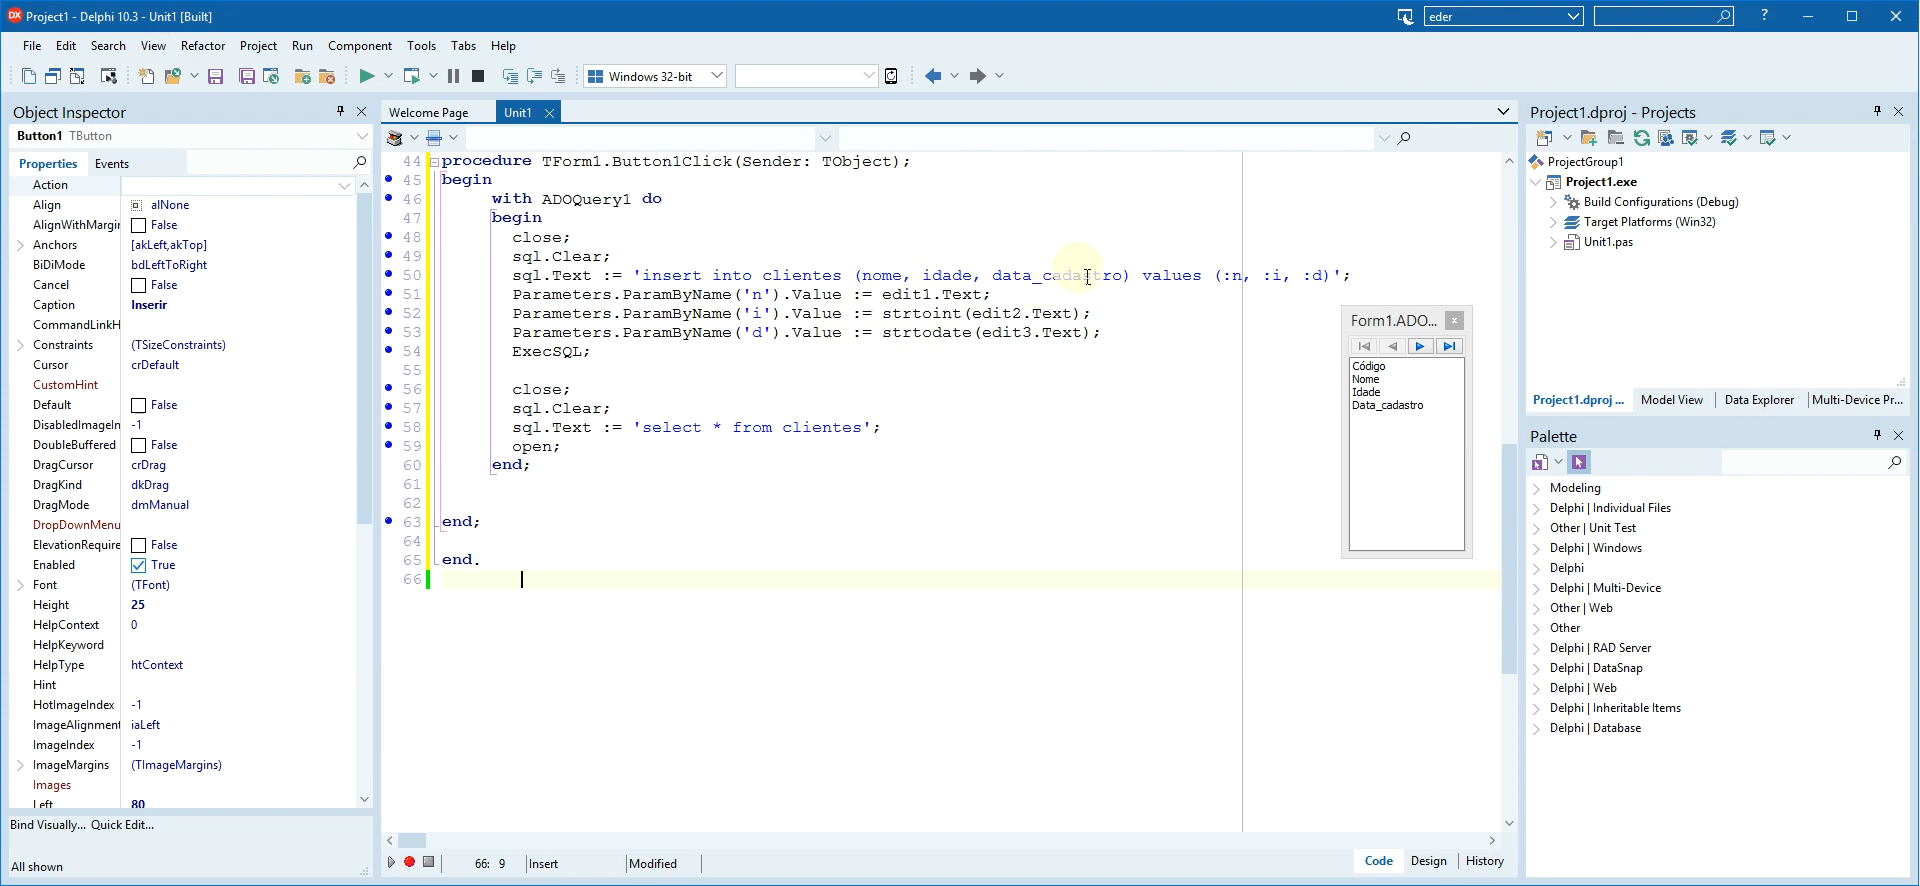 Project1 - Delphi 10.3 - Unit1 [Built]
eder
?
File Edit Search View Refactor Project Run Component Tools Tabs Help
Windows 32-bit
Object Inspector
Button1 TButton
Properties Events
Action
Align alNone
AlignWithMargi False
Anchors [akLeft,akTop]
BiDiMode bdLeftToRight
Cancel False
Caption Inserir
CommandLinkH
Constraints (TSizeConstraints)
Cursor crDefault
CustomHint
Default False
DisabledImageIn -1
DoubleBuffered False
DragCursor crDrag
DragKind dkDrag
DragMode dmManual
DropDownMenu
ElevationRequire False
Enabled True
Font (TFont)
Height 25
HelpContext 0
HelpKeyword
HelpType htContext
Hint
HotImageIndex -1
ImageAlignment iaLeft
ImageIndex -1
ImageMargins (TImageMargins)
Images
Left 80
Bind Visually... Quick Edit...
All shown
Welcome Page Unit1
44 procedure TForm1.Button1Click(Sender: TObject);
45 begin
46 with ADOQuery1 do
47 begin
48 close;
49 sql.Clear;
50 sql.Text := 'insert into clientes (nome, idade, data_cadastro) values (:n, :i, :d)';
51 Parameters.ParamByName('n').Value := edit1.Text;
52 Parameters.ParamByName('i').Value := strtoint(edit2.Text);
53 Parameters.ParamByName('d').Value := strtodate(edit3.Text);
54 ExecSQL;
55
56 close;
57 sql.Clear;
58 sql.Text := 'select * from clientes';
59 open;
60 end;
61
62
63 end;
64
65 end.
66
Form1.ADO...
Código
Nome
Idade
Data_cadastro
66: 9 Insert Modified
Code Design History
Project1.dproj - Projects
ProjectGroup1
Project1.exe
Build Configurations (Debug)
Target Platforms (Win32)
Unit1.pas
Project1.dproj ... Model View Data Explorer Multi-Device Pr...
Palette
Modeling
Delphi | Individual Files
Other | Unit Test
Delphi | Windows
Delphi
Delphi | Multi-Device
Other | Web
Other
Delphi | RAD Server
Delphi | DataSnap
Delphi | Web
Delphi | Inheritable Items
Delphi | Database